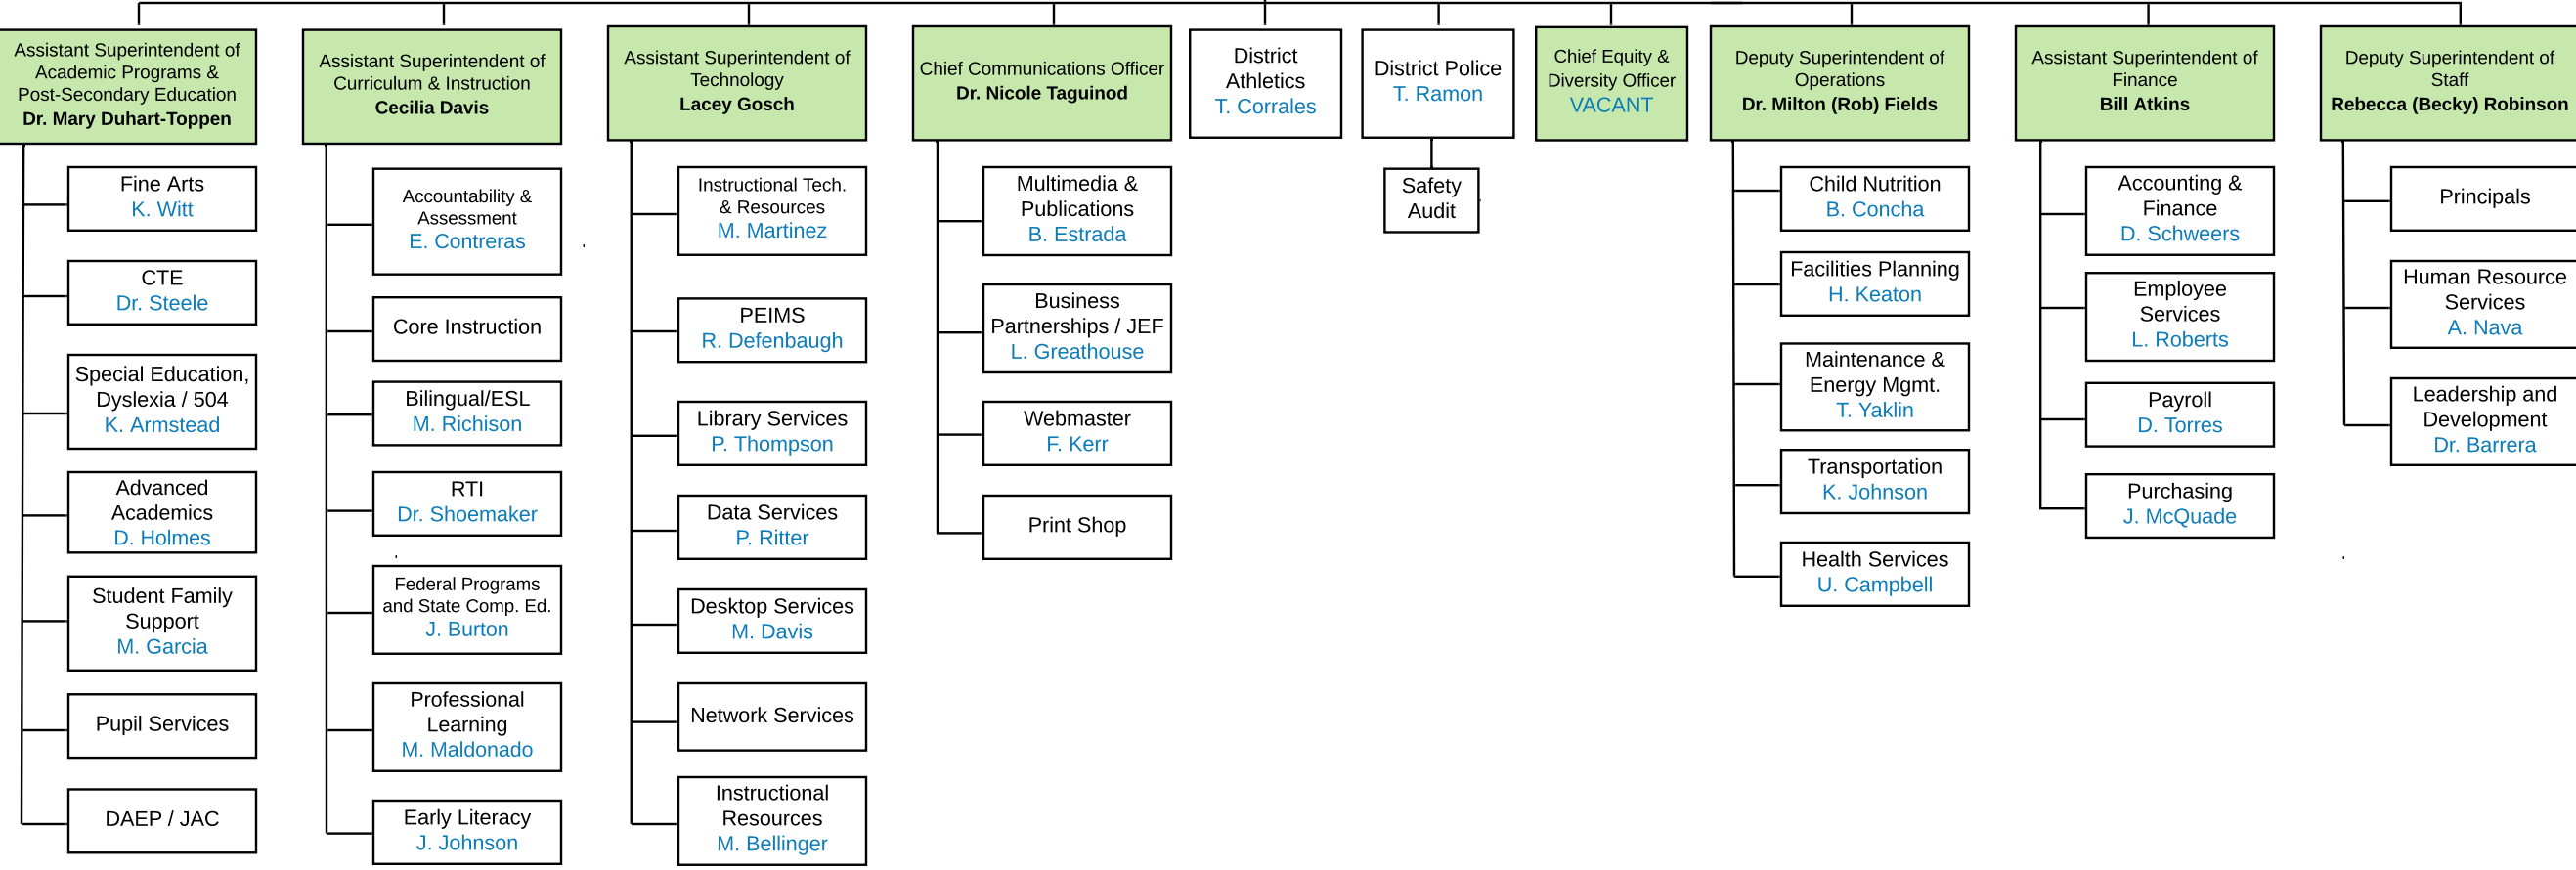 Assistant Superintendent of
Academic Programs &
Post-Secondary Education
Dr. Mary Duhart-Toppen
Fine Arts
K. Witt
CTE
Dr. Steele
Special Education,
Dyslexia / 504
K. Armstead
Advanced
Academics
D. Holmes
Student Family
Support
M. Garcia
Pupil Services
DAEP / JAC
Assistant Superintendent of
Curriculum & Instruction
Cecilia Davis
Accountability &
Assessment
E. Contreras
Core Instruction
Bilingual/ESL
M. Richison
RTI
Dr. Shoemaker
Federal Programs
and State Comp. Ed.
J. Burton
Professional
Learning
M. Maldonado
Early Literacy
J. Johnson
Assistant Superintendent of
Technology
Lacey Gosch
Instructional Tech.
& Resources
M. Martinez
PEIMS
R. Defenbaugh
Library Services
P. Thompson
Data Services
P. Ritter
Desktop Services
M. Davis
Network Services
Instructional
Resources
M. Bellinger
Chief Communications Officer
Dr. Nicole Taguinod
Multimedia &
Publications
B. Estrada
Business
Partnerships / JEF
L. Greathouse
Webmaster
F. Kerr
Print Shop
District
Athletics
T. Corrales
District Police
T. Ramon
Safety
Audit
Chief Equity &
Diversity Officer
VACANT
Deputy Superintendent of
Operations
Dr. Milton (Rob) Fields
Child Nutrition
B. Concha
Facilities Planning
H. Keaton
Maintenance &
Energy Mgmt.
T. Yaklin
Transportation
K. Johnson
Health Services
U. Campbell
Assistant Superintendent of
Finance
Bill Atkins
Accounting &
Finance
D. Schweers
Employee
Services
L. Roberts
Payroll
D. Torres
Purchasing
J. McQuade
Deputy Superintendent of
Staff
Rebecca (Becky) Robinson
Principals
Human Resource
Services
A. Nava
Leadership and
Development
Dr. Barrera